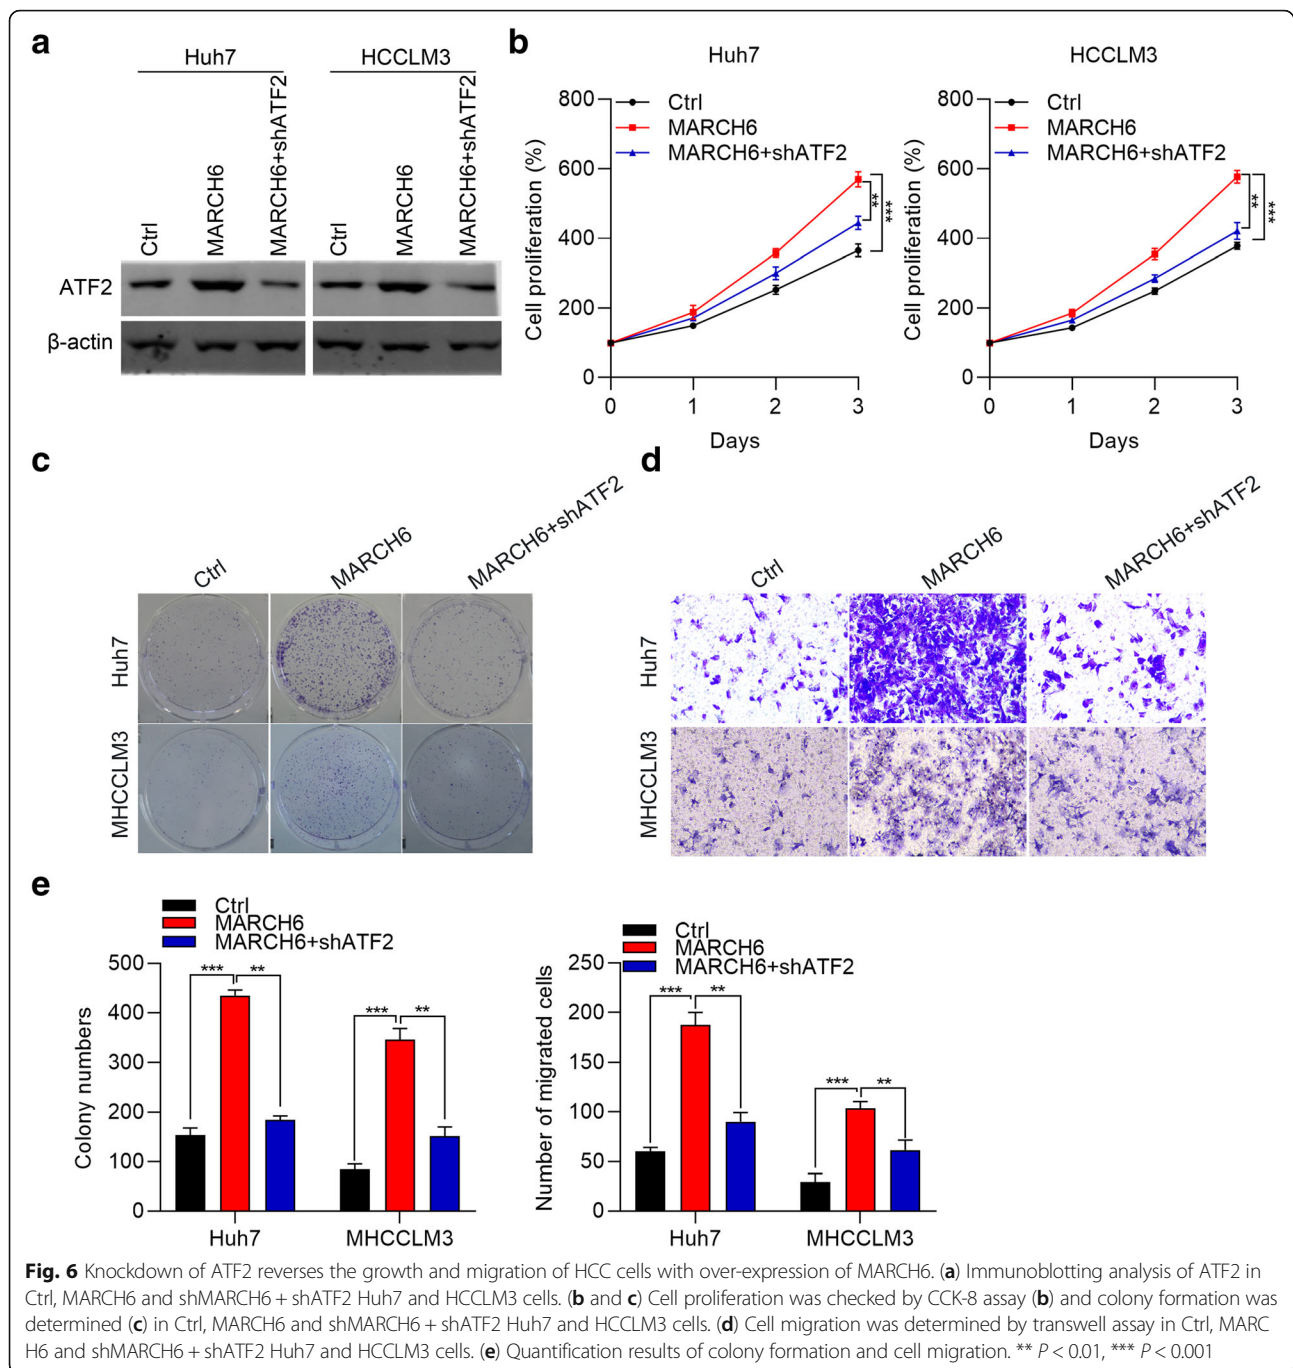 a
Huh7
HCCLM3
Ctrl
MARCH6
MARCH6+shATF2
Ctrl
MARCH6
MARCH6+shATF2
ATF2
β-actin
b
Huh7
HCCLM3
Cell proliferation (%)
800
600
400
200
0
Ctrl
MARCH6
MARCH6+shATF2
**
***
0 1 2 3
Days
Cell proliferation (%)
800
600
400
200
0
Ctrl
MARCH6
MARCH6+shATF2
**
***
0 1 2 3
Days
c
Ctrl
MARCH6
MARCH6+shATF2
Huh7
MHCCLM3
d
Ctrl
MARCH6
MARCH6+shATF2
Huh7
MHCCLM3
e
Ctrl
MARCH6
MARCH6+shATF2
Colony numbers
500
400
300
200
100
0
*** **
*** **
Huh7 MHCCLM3
Ctrl
MARCH6
MARCH6+shATF2
Number of migrated cells
250
200
150
100
50
0
*** **
*** **
Huh7 MHCCLM3
Fig. 6 Knockdown of ATF2 reverses the growth and migration of HCC cells with over-expression of MARCH6. (a) Immunoblotting analysis of ATF2 in
Ctrl, MARCH6 and shMARCH6 + shATF2 Huh7 and HCCLM3 cells. (b and c) Cell proliferation was checked by CCK-8 assay (b) and colony formation was
determined (c) in Ctrl, MARCH6 and shMARCH6 + shATF2 Huh7 and HCCLM3 cells. (d) Cell migration was determined by transwell assay in Ctrl, MARC
H6 and shMARCH6 + shATF2 Huh7 and HCCLM3 cells. (e) Quantification results of colony formation and cell migration. ** P < 0.01, *** P < 0.001